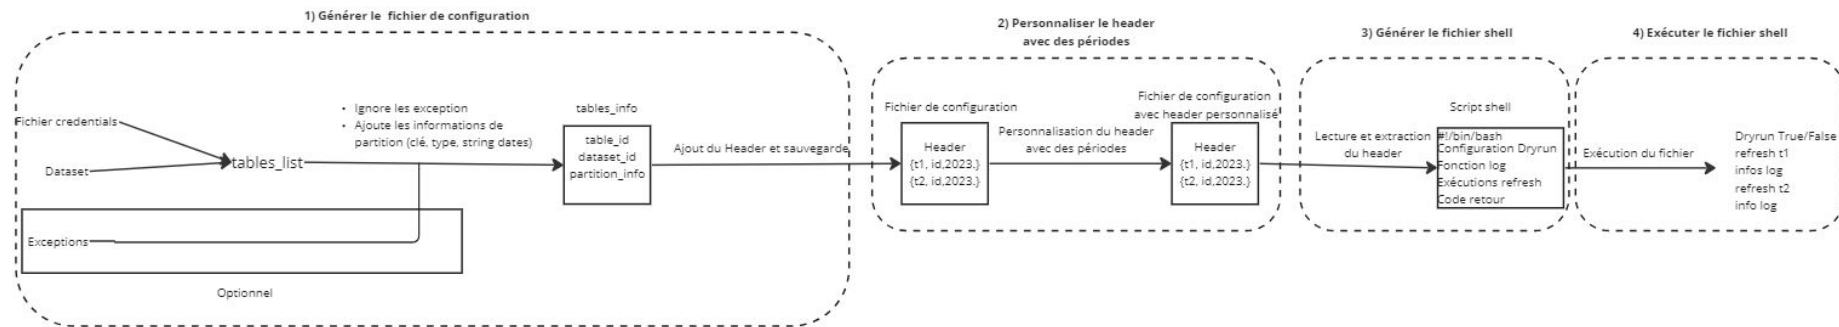 1) Générer le fichier de configuration
Fichier credentials
Dataset
tables_list
Exceptions
Optionnel
• Ignore les exception
• Ajoute les informations de
partition (clé, type, string dates)
tables_info
table_id
dataset_id
partition_info
Ajout du Header et sauvegarde
2) Personnaliser le header
avec des périodes
Fichier de configuration
Header
{t1, id,2023.}
{t2, id,2023.}
Personnalisation du header
avec des périodes
Fichier de configuration
avec header personnalisé
Header
{t1, id,2023.}
{t2, id,2023.}
3) Générer le fichier shell
Lecture et extraction
du header
Script shell
#!/bin/bash
Configuration Dryrun
Fonction log
Exécutions refresh
Code retour
4) Exécuter le fichier shell
Exécution du fichier
Dryrun True/False
refresh t1
infos log
refresh t2
info log